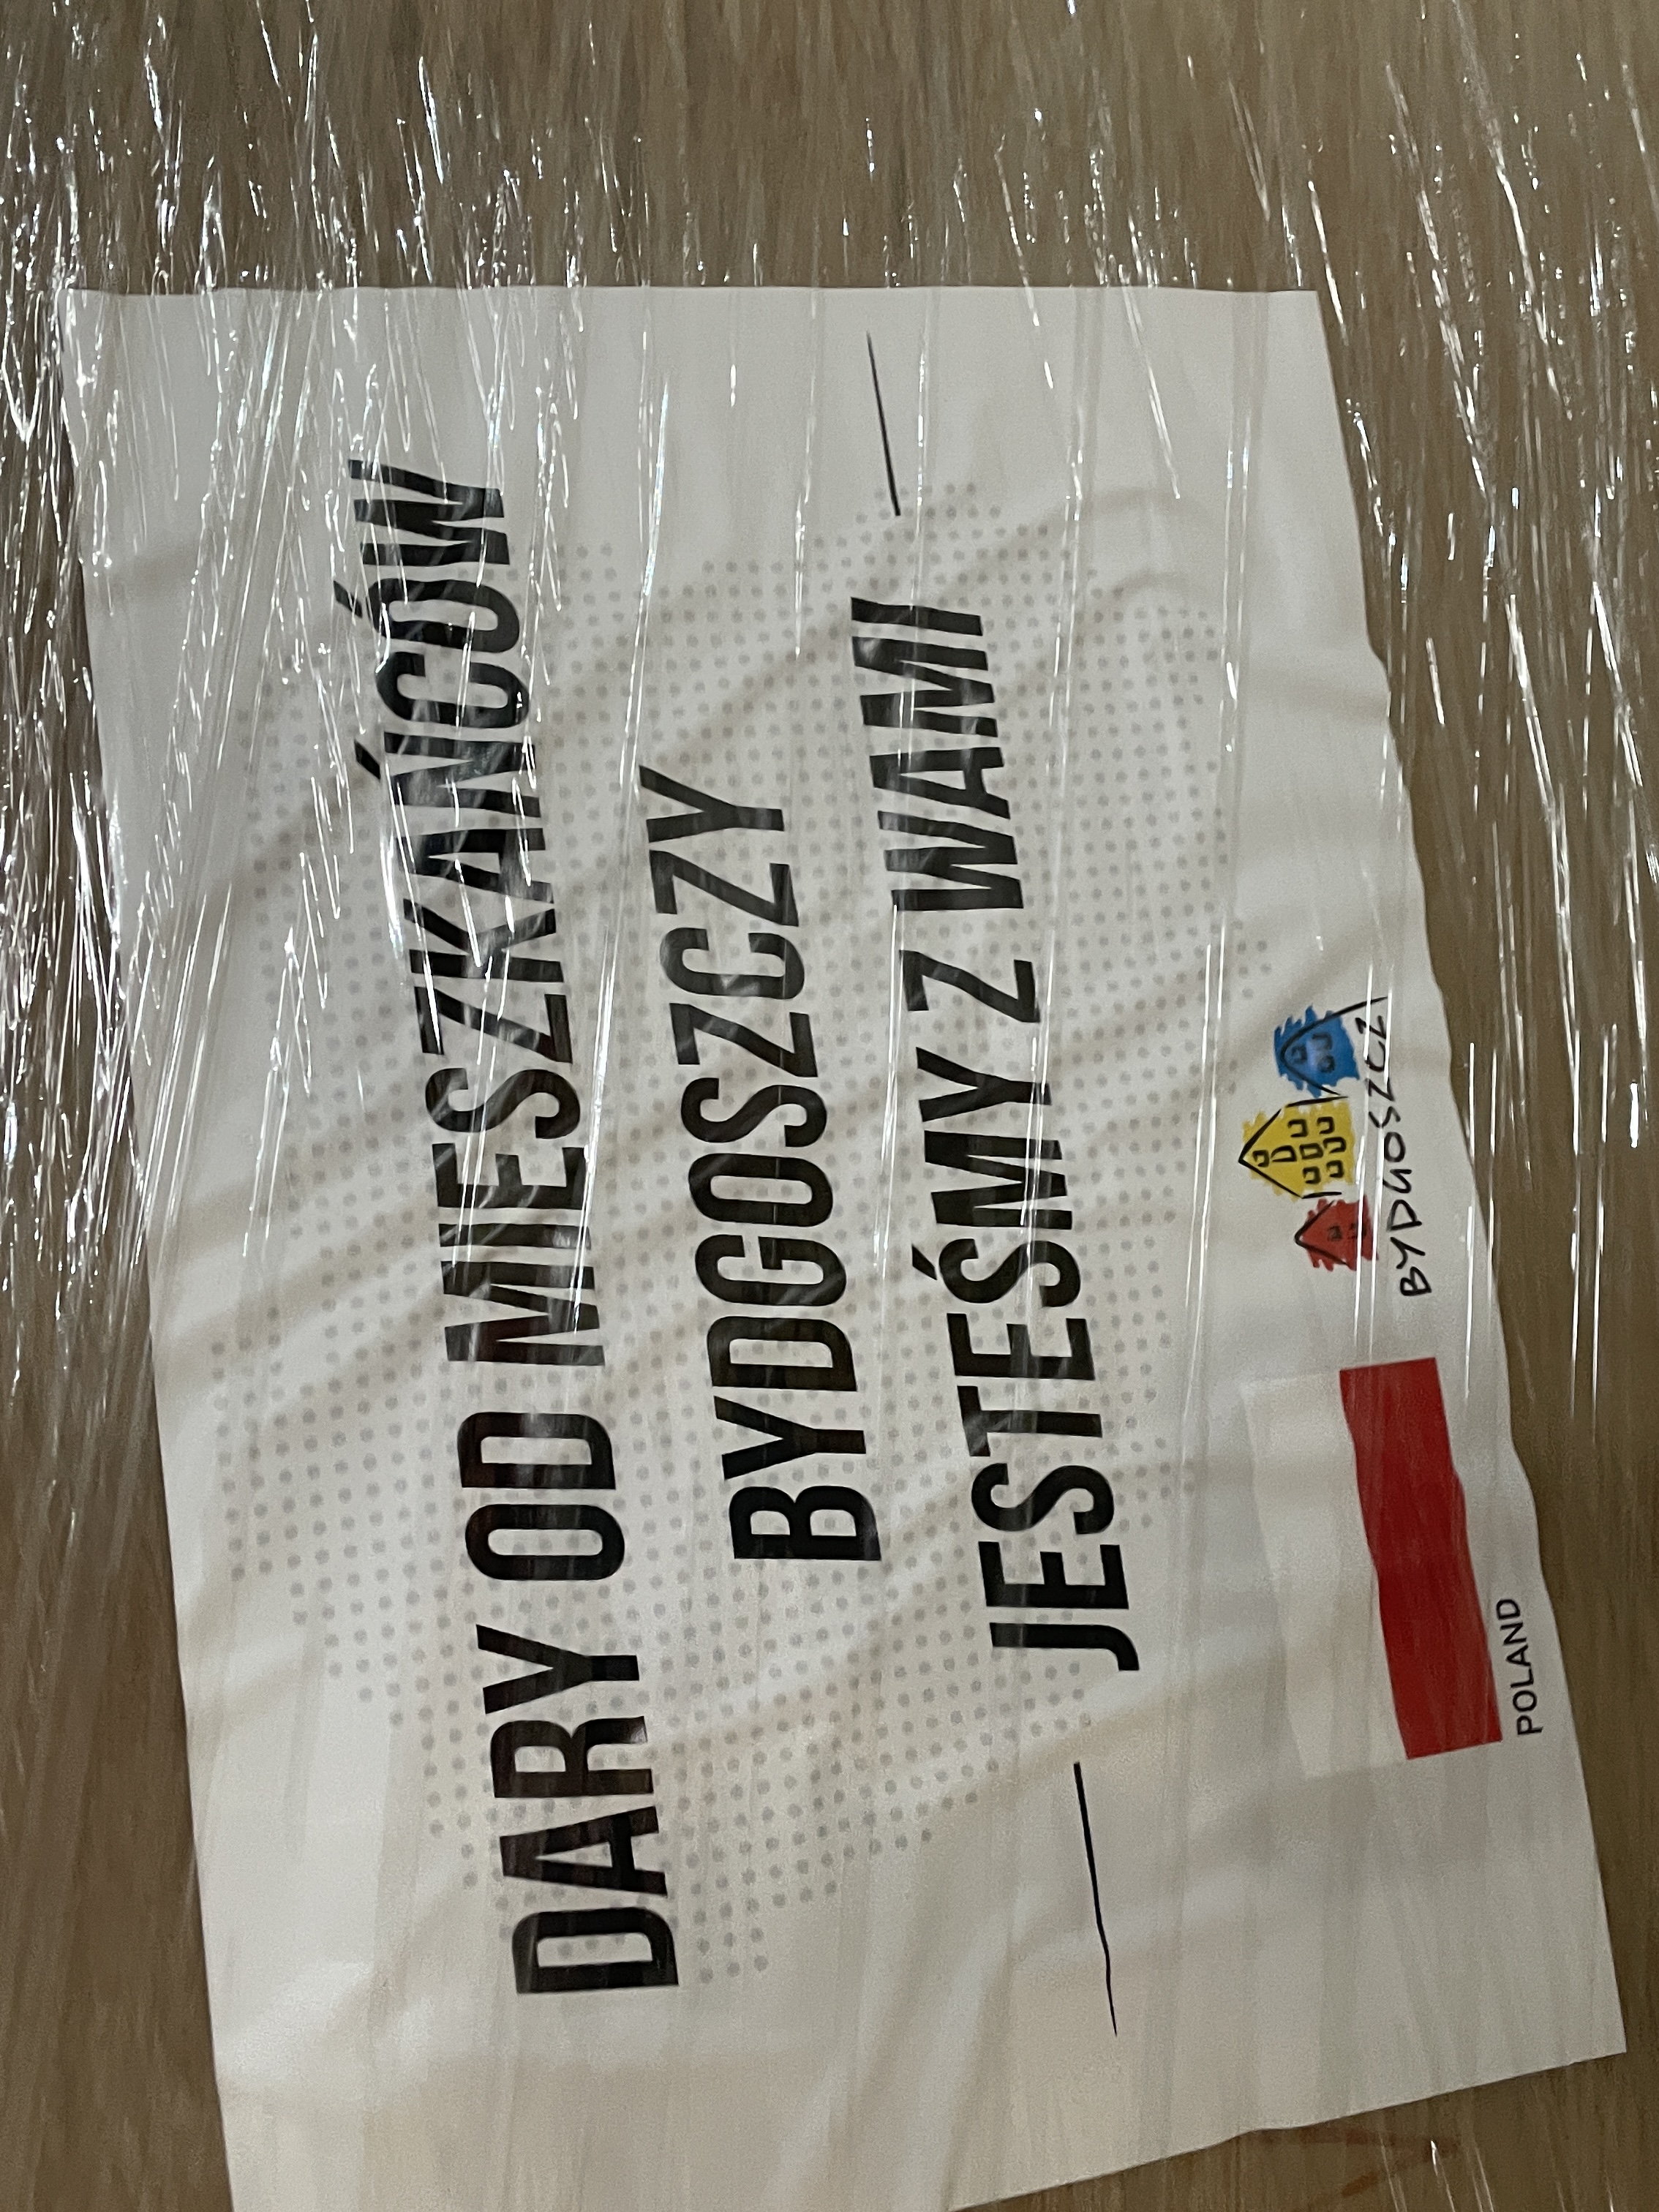 DARY OD MIESZKAŃCÓW
BYDGOSZCZY
JESTEŚMY Z WAMI
POLAND
BYDGOSZCZ